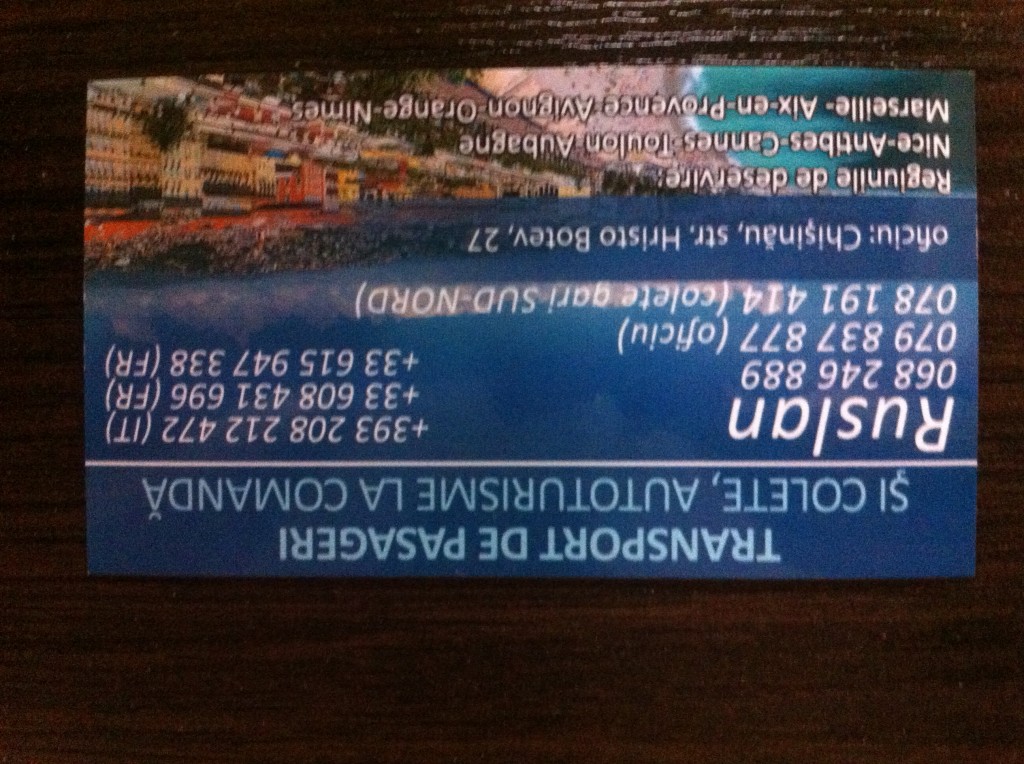 TRANSPORT DE PASAGERI
ŞI COLETE, AUTOTURISME LA COMANDĂ
Ruslan
068 246 889
079 837 877 (oficiu)
078 191 414 (colete gari SUD-NORD)
+393 208 212 472 (IT)
+33 608 431 696 (FR)
+33 615 947 338 (FR)
oficiu: Chişinău, str. Hristo Botev, 27
Regiunile de deservire:
Nice-Antibes-Cannes-Toulon-Aubagne
Marseille- Aix-en-Provence-Avignon-Orange-Nimes